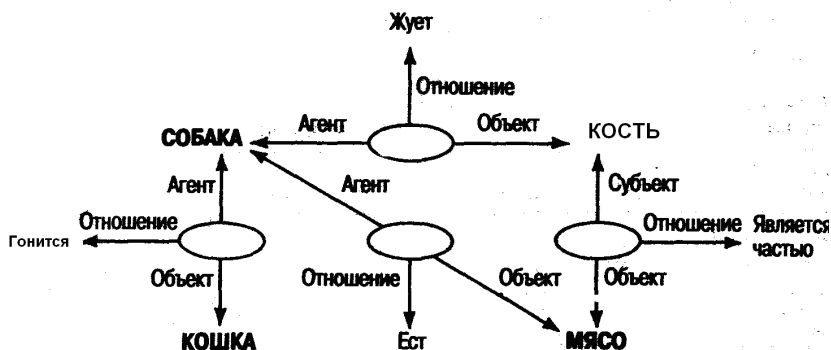 Жует
Отношение
СОБАКА Агент Объект КОСТЬ
Агент Агент Субъект
Гонится Отношение Отношение Является
частью
Объект Отношение Объект Объект
КОШКА Ест МЯСО